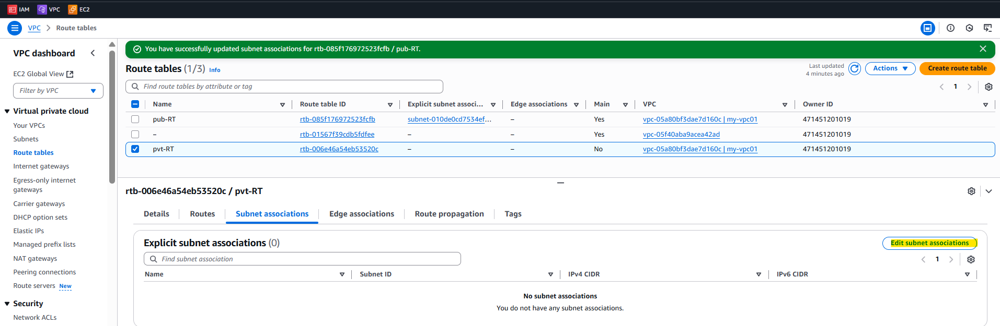 IAM VPC EC2
VPC > Route tables
VPC dashboard
EC2 Global View
Filter by VPC
Virtual private cloud
Your VPCs
Subnets
Route tables
Internet gateways
Egress-only internet
gateways
Carrier gateways
DHCP option sets
Elastic IPs
Managed prefix lists
NAT gateways
Peering connections
Route servers New
Security
Network ACLs
You have successfully updated subnet associations for rtb-085f176972523fcfb / pub-RT.
Route tables (1/3) Info
Last updated
4 minutes ago
Actions
Create route table
Find route tables by attribute or tag
1
Name Route table ID Explicit subnet associ... Edge associations Main VPC Owner ID
pub-RT rtb-085f176972523fcfb subnet-010de0cd7534ef... – Yes vpc-05a80bf3dae7d160c | my-vpc01 471451201019
– rtb-01567f39cdb5fdfee – – Yes vpc-05f40aba9acea42ad 471451201019
pvt-RT rtb-006e46a54eb53520c – – No vpc-05a80bf3dae7d160c | my-vpc01 471451201019
rtb-006e46a54eb53520c / pvt-RT
Details Routes Subnet associations Edge associations Route propagation Tags
Explicit subnet associations (0)
Edit subnet associations
Find subnet association
1
Name Subnet ID IPv4 CIDR IPv6 CIDR
No subnet associations
You do not have any subnet associations.